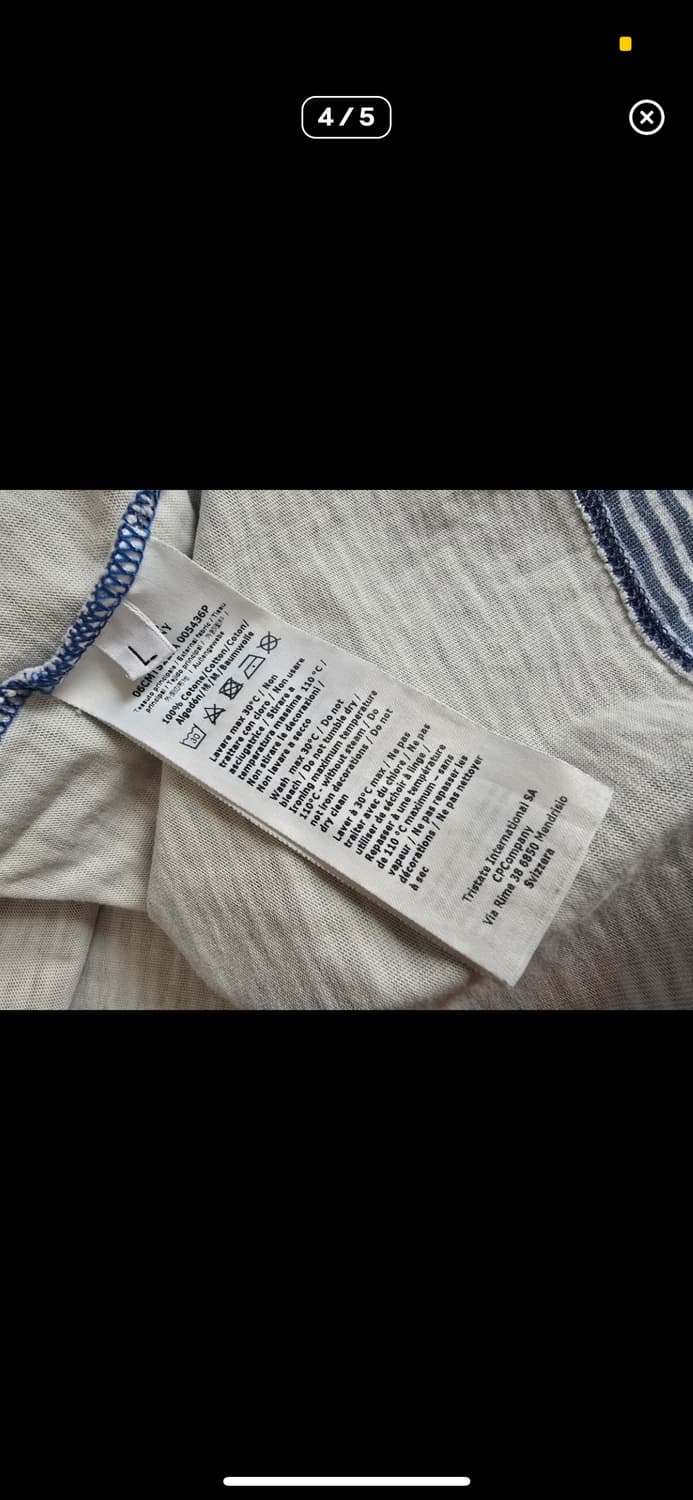 4/5
L
005436P
100% Cotone/Cotton/Coton/
Algodón/棉/綿/Baumwolle
30
Lavare max 30°C / Non
trattare con cloro / Non usare
asciugatrice / Stirare a
temperatura massima 110 °C /
Non stirare le decorazioni /
Non lavare a secco
Wash max 30°C / Do not
bleach / Do not tumble dry /
Ironing maximum temperature
110°C - without steam / Do
not iron decorations / Do not
dry clean
Laver à 30°C max / Ne pas
traiter avec du chlore / Ne pas
utiliser de séchoir à linge /
Repasser à une température
de 110 °C maximum – sans
vapeur / Ne pas repasser les
décorations / Ne pas nettoyer
à sec
Tristate International SA
CPCompany
Via Rime 38 6850 Mendrisio
Svizzera